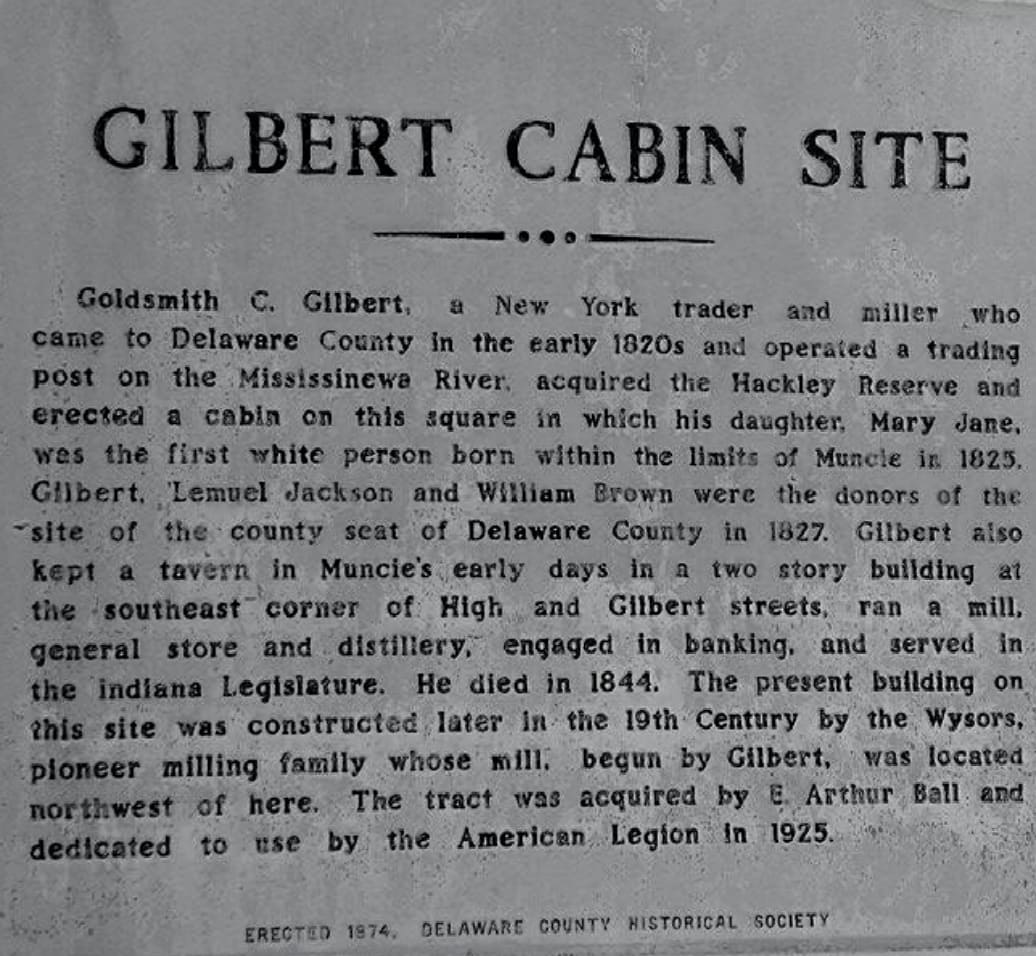 GILBERT CABIN SITE
Goldsmith C. Gilbert, a New York trader and miller who
came to Delaware County in the early 1820s and operated a trading
post on the Mississinewa River, acquired the Hackley Reserve and
erected a cabin on this square in which his daughter, Mary Jane,
was the first white person born within the limits of Muncie in 1825.
Gilbert, Lemuel Jackson and William Brown were the donors of the
site of the county seat of Delaware County in 1827. Gilbert also
kept a tavern in Muncie's early days in a two story building at
the southeast corner of High and Gilbert streets, ran a mill,
general store and distillery, engaged in banking, and served in
the Indiana Legislature. He died in 1844. The present building on
this site was constructed later in the 19th Century by the Wysors,
pioneer milling family whose mill, begun by Gilbert, was located
northwest of here. The tract was acquired by E. Arthur Ball and
dedicated to use by the American Legion in 1925.
ERECTED 1974, DELAWARE COUNTY HISTORICAL SOCIETY